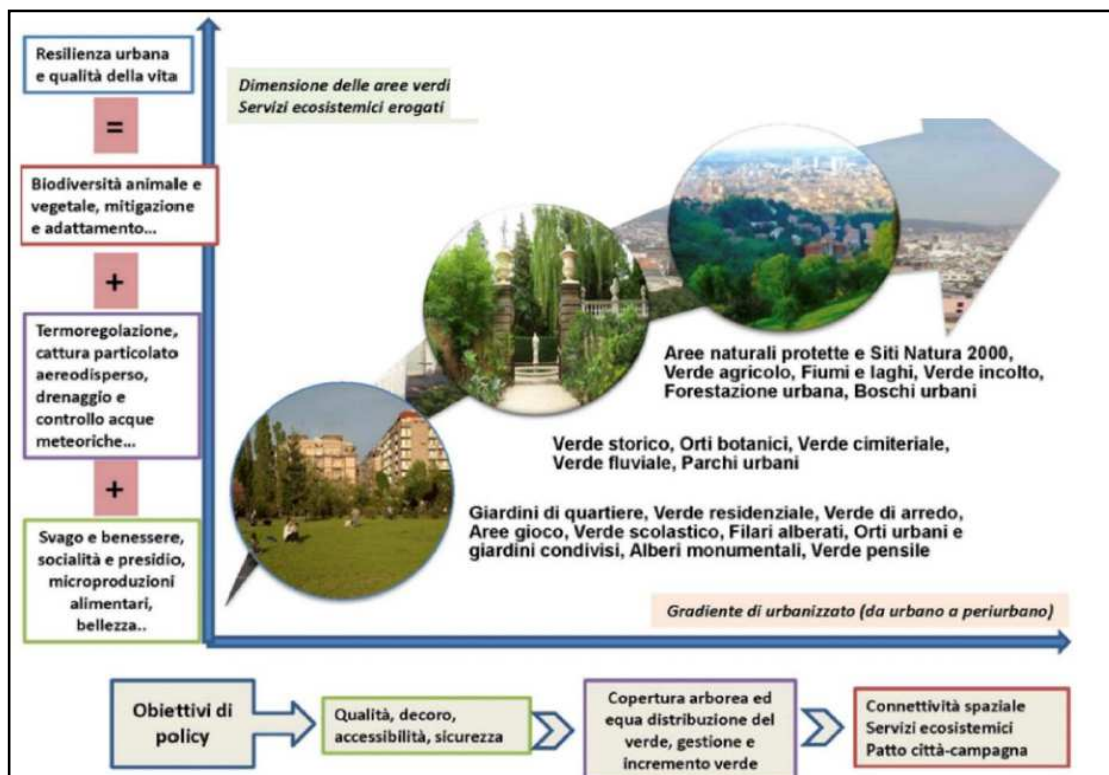 Resilienza urbana
e qualità della vita
=
Biodiversità animale e
vegetale, mitigazione
e adattamento...
+
Termoregolazione,
cattura particolato
aereodisperso,
drenaggio e
controllo acque
meteoriche...
+
Svago e benessere,
socialità e presidio,
microproduzioni
alimentari,
bellezza..
Dimensione delle aree verdi
Servizi ecosistemici erogati
Aree naturali protette e Siti Natura 2000,
Verde agricolo, Fiumi e laghi, Verde incolto,
Forestazione urbana, Boschi urbani
Verde storico, Orti botanici, Verde cimiteriale,
Verde fluviale, Parchi urbani
Giardini di quartiere, Verde residenziale, Verde di arredo,
Aree gioco, Verde scolastico, Filari alberati, Orti urbani e
giardini condivisi, Alberi monumentali, Verde pensile
Gradiente di urbanizzato (da urbano a periurbano)
Obiettivi di
policy
Qualità, decoro,
accessibilità, sicurezza
Copertura arborea ed
equa distribuzione del
verde, gestione e
incremento verde
Connettività spaziale
Servizi ecosistemici
Patto città-campagna